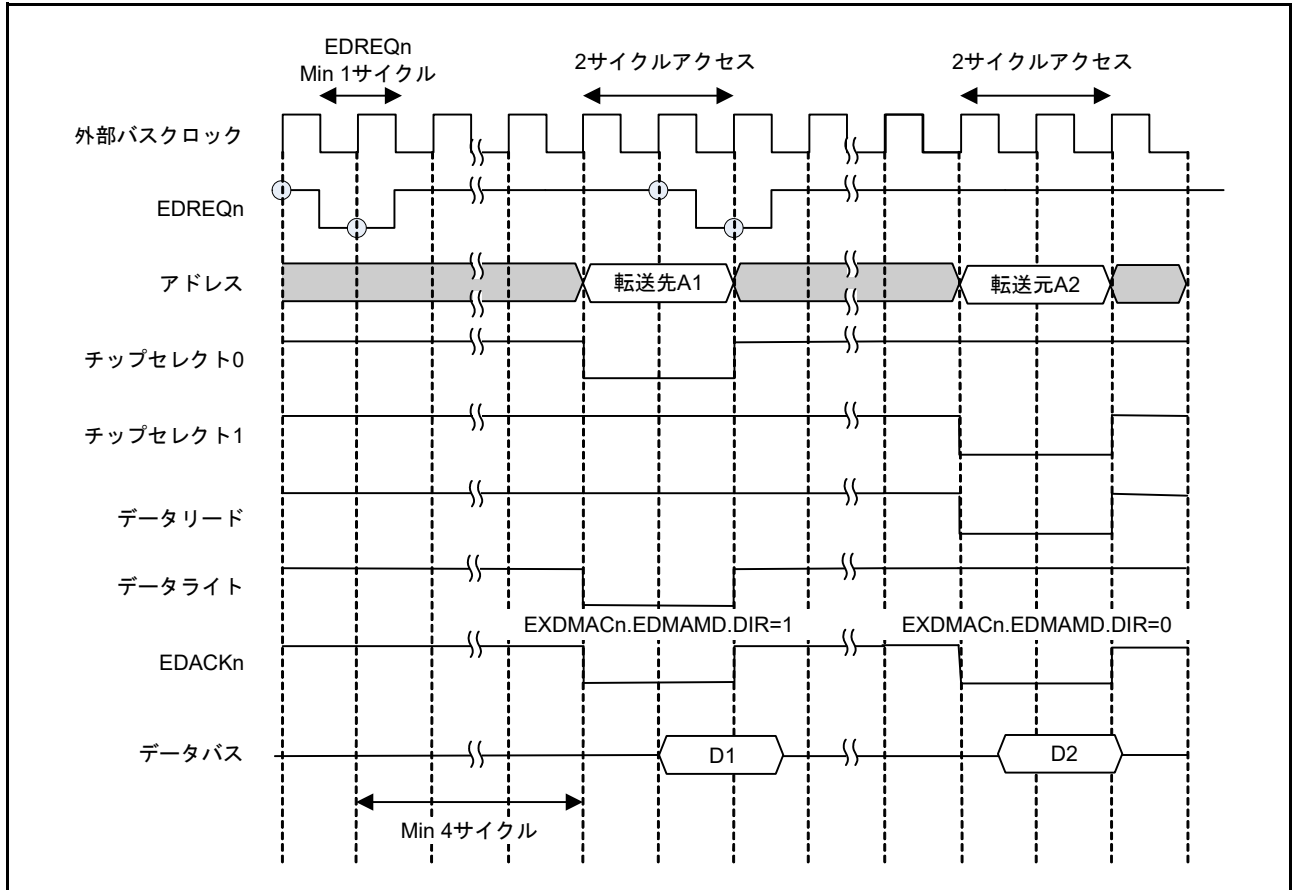 EDREQn
Min 1サイクル
2サイクルアクセス
2サイクルアクセス
外部バスクロック
EDREQn
アドレス
転送先A1
転送元A2
チップセレクト0
チップセレクト1
データリード
データライト
EXDMACn.EDMAMD.DIR=1
EXDMACn.EDMAMD.DIR=0
EDACKn
データバス
D1
D2
Min 4サイクル